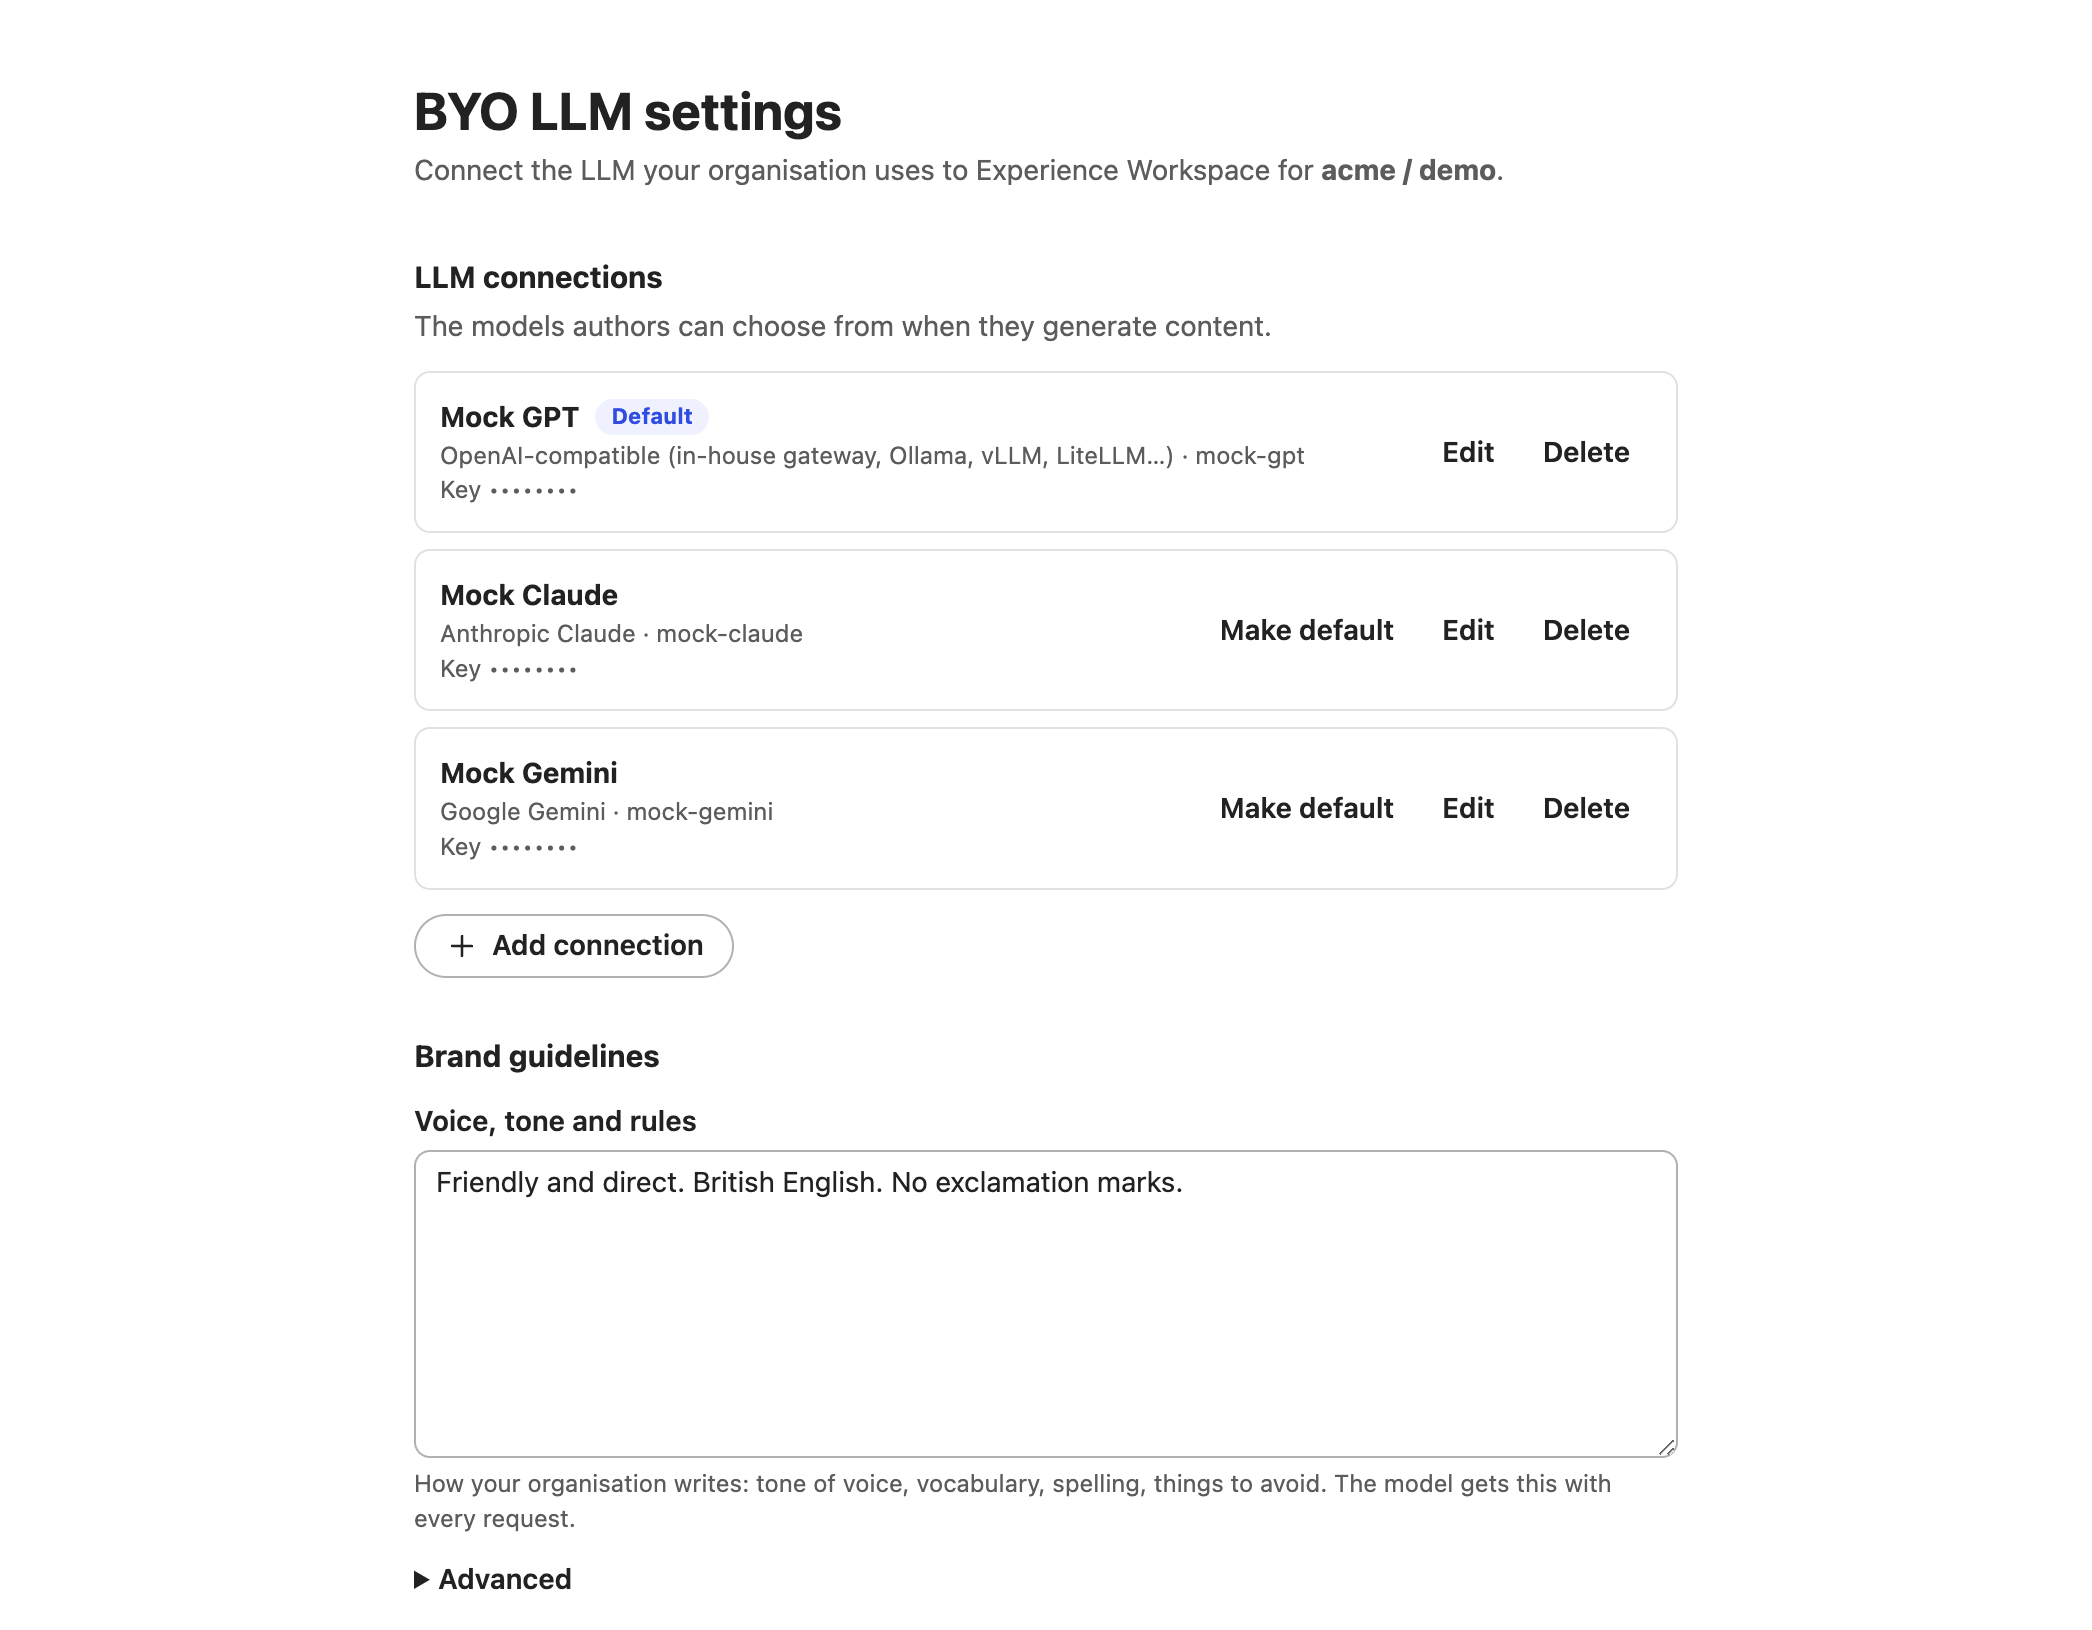 BYO LLM settings
Connect the LLM your organisation uses to Experience Workspace for acme / demo.
LLM connections
The models authors can choose from when they generate content.
Mock GPT Default
OpenAI-compatible (in-house gateway, Ollama, vLLM, LiteLLM…) · mock-gpt
Key ••••••••
Edit Delete
Mock Claude
Anthropic Claude · mock-claude
Key ••••••••
Make default Edit Delete
Mock Gemini
Google Gemini · mock-gemini
Key ••••••••
Make default Edit Delete
+ Add connection
Brand guidelines
Voice, tone and rules
Friendly and direct. British English. No exclamation marks.
How your organisation writes: tone of voice, vocabulary, spelling, things to avoid. The model gets this with
every request.
▶ Advanced